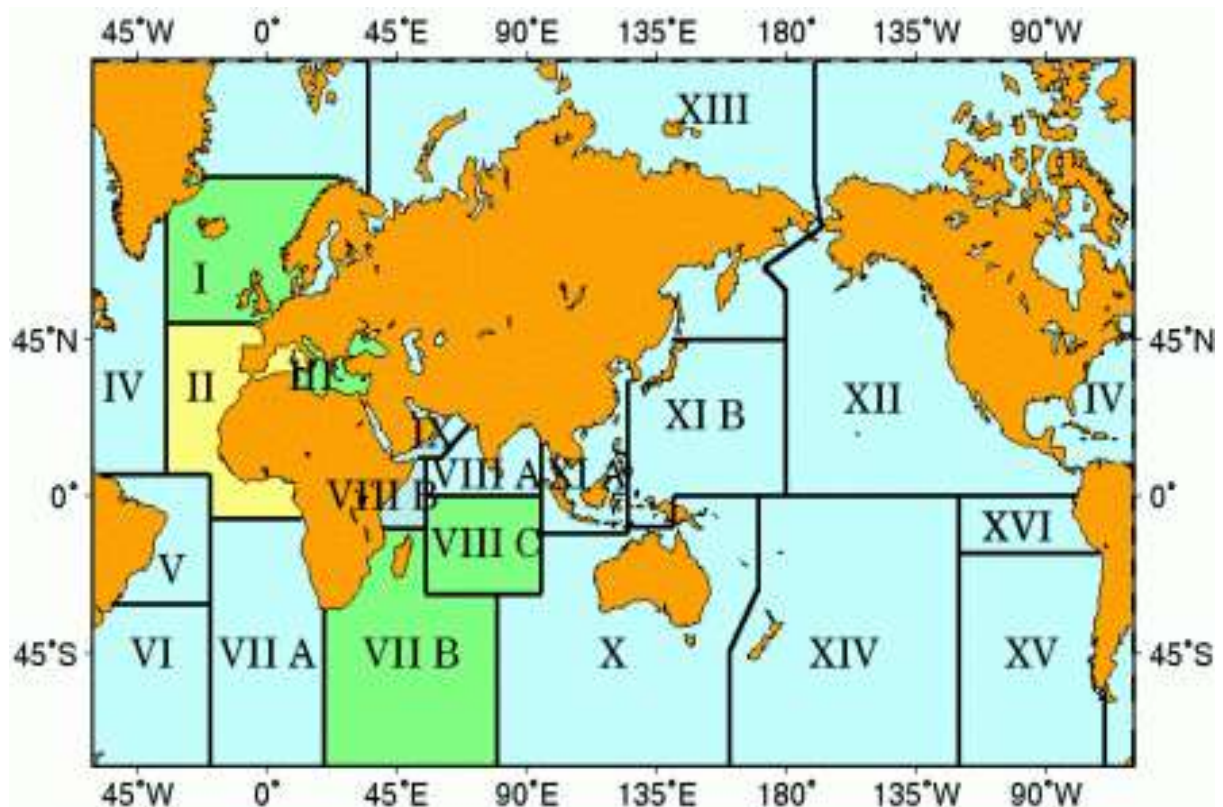 45°W 0° 45°E 90°E 135°E 180° 135°W 90°W
XIII
I
45°N 45°N
IV II III XI B XII IV
IX
VIII A XI A
0° VIII B 0°
VIII C XVI
V
45°S VI VII A VII B X XIV XV 45°S
45°W 0° 45°E 90°E 135°E 180° 135°W 90°W